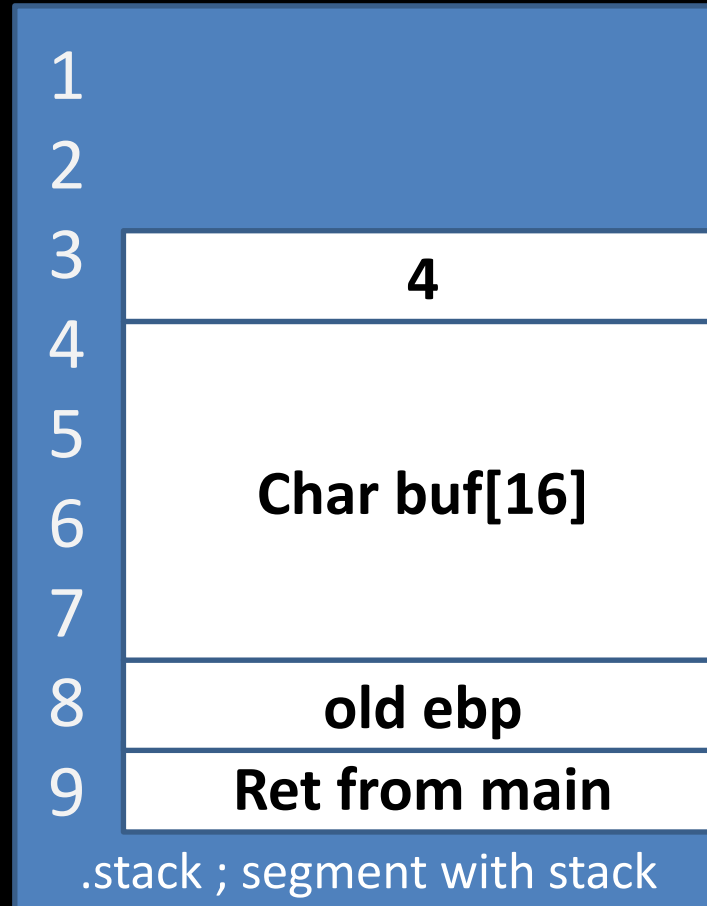 1
2
3
4
4
5
Char buf[16]
6
7
8 old ebp
9 Ret from main
.stack ; segment with stack